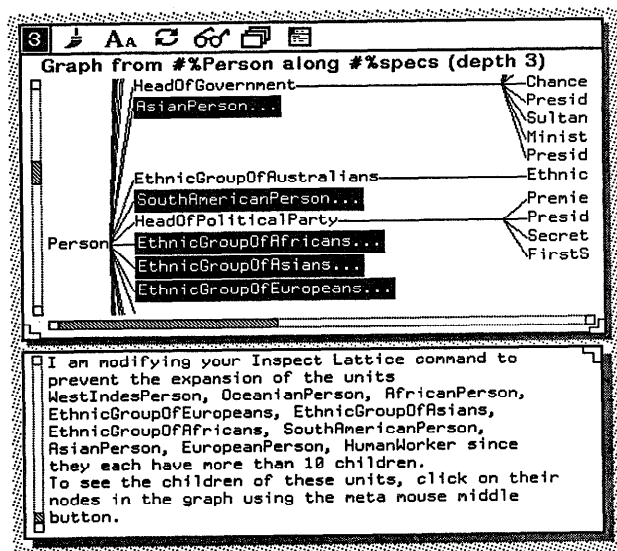 3 AA
Graph from #%Person along #%specs (depth 3)
HeadOfGovernment
Chance
AsianPerson...
Presid
Sultan
Minist
Presid
EthnicGroupOfAustralians
Ethnic
SouthAmericanPerson...
Premie
HeadOfPoliticalParty
Presid
Person
EthnicGroupOfAfricans...
Secret
EthnicGroupOfAsians...
FirstS
EthnicGroupOfEuropeans...
I am modifying your Inspect Lattice command to
prevent the expansion of the units
WestIndesPerson, OceanianPerson, AfricanPerson,
EthnicGroupOfEuropeans, EthnicGroupOfAsians,
EthnicGroupOfAfricans, SouthAmericanPerson,
AsianPerson, EuropeanPerson, HumanWorker since
they each have more than 10 children.
To see the children of these units, click on their
nodes in the graph using the meta mouse middle
button.